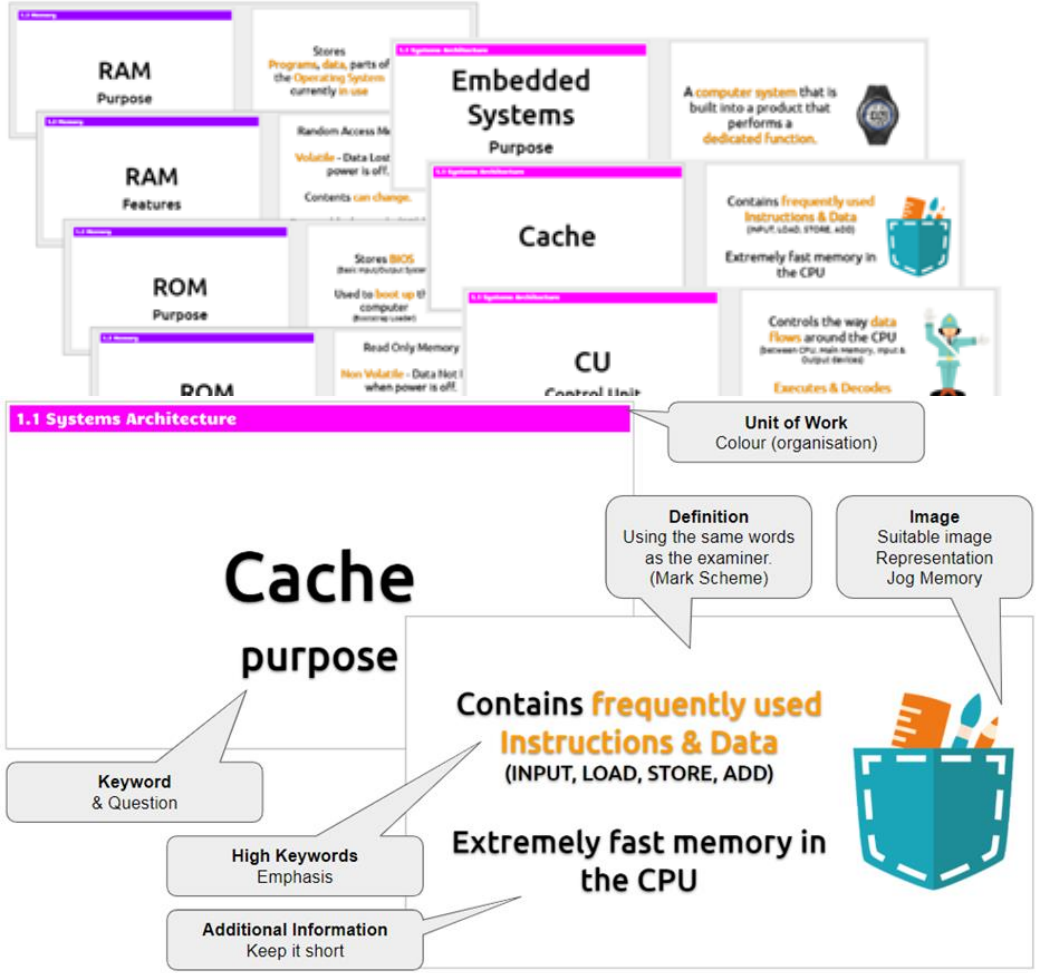 1.2 Memory
RAM
Purpose
Stores
Programs, data, parts of
the Operating System
currently in use
1.2 Memory
RAM
Features
Random Access
Volatile - Data Lost
power is off.
Contents can change.
1.2 Memory
ROM
Purpose
Stores BIOS
(Basic Input/Output System
Used to boot up
computer
(Bootstrap Loader)
1.2 Memory
ROM
Read Only Memory
Non Volatile - Data Not
when power is off.
1.1 Systems Architecture
Embedded
Systems
Purpose
A computer system that is
built into a product that
performs a
dedicated function.
1.1 Systems Architecture
Cache
Contains frequently used
Instructions & Data
(INPUT, LOAD, STORE, ADD)
Extremely fast memory in
the CPU
1.1 Systems Architecture
CU
Control Unit
Controls the way data
flows around the CPU
(between CPU, Main Memory, Input &
Output devices)
Executes & Decodes
1.1 Systems Architecture
Cache
purpose
Unit of Work
Colour (organisation)
Definition
Using the same words
as the examiner.
(Mark Scheme)
Image
Suitable image
Representation
Jog Memory
Contains frequently used
Instructions & Data
(INPUT, LOAD, STORE, ADD)
Extremely fast memory in
the CPU
Keyword
& Question
High Keywords
Emphasis
Additional Information
Keep it short